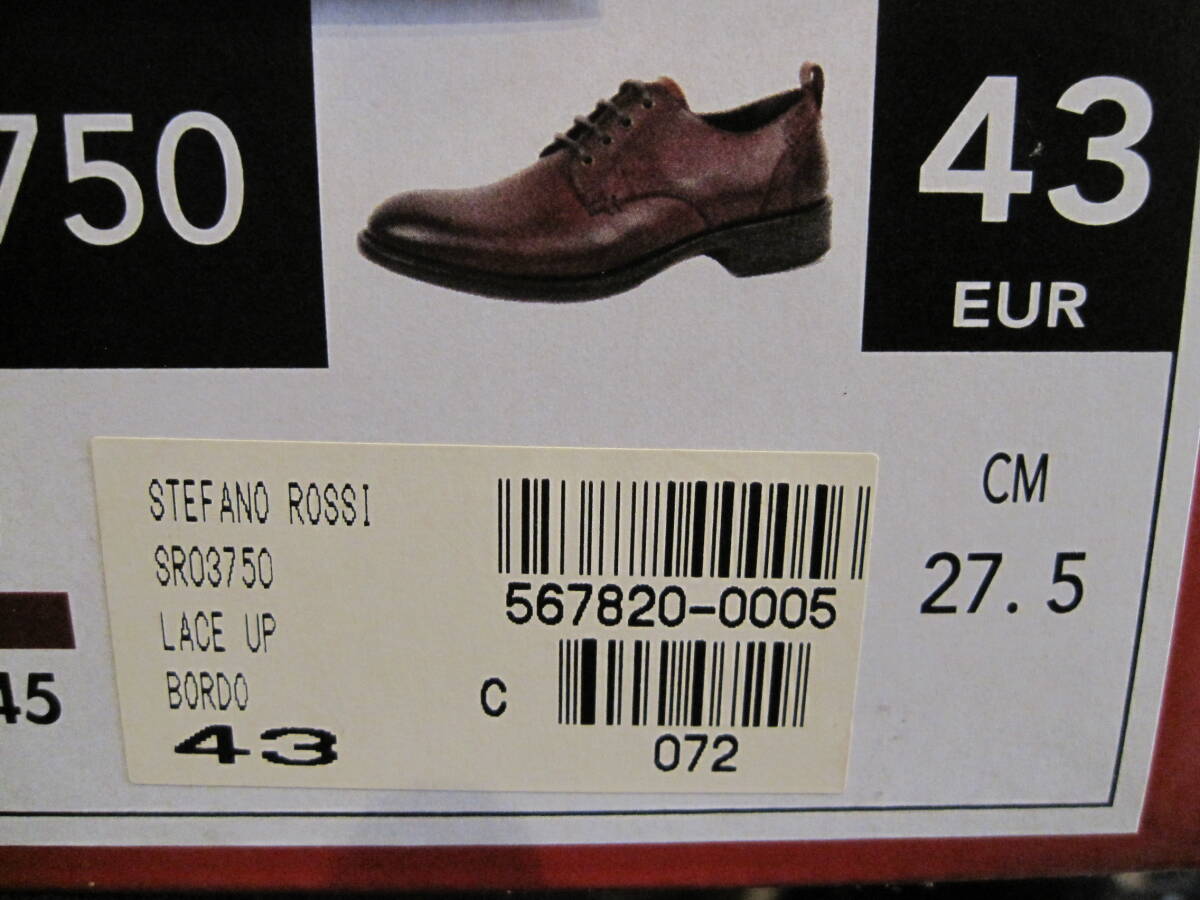 750
43
EUR
STEFANO ROSSI
SR03750
LACE UP
BORDO
43
567820-0005
C
072
CM
27.5
45